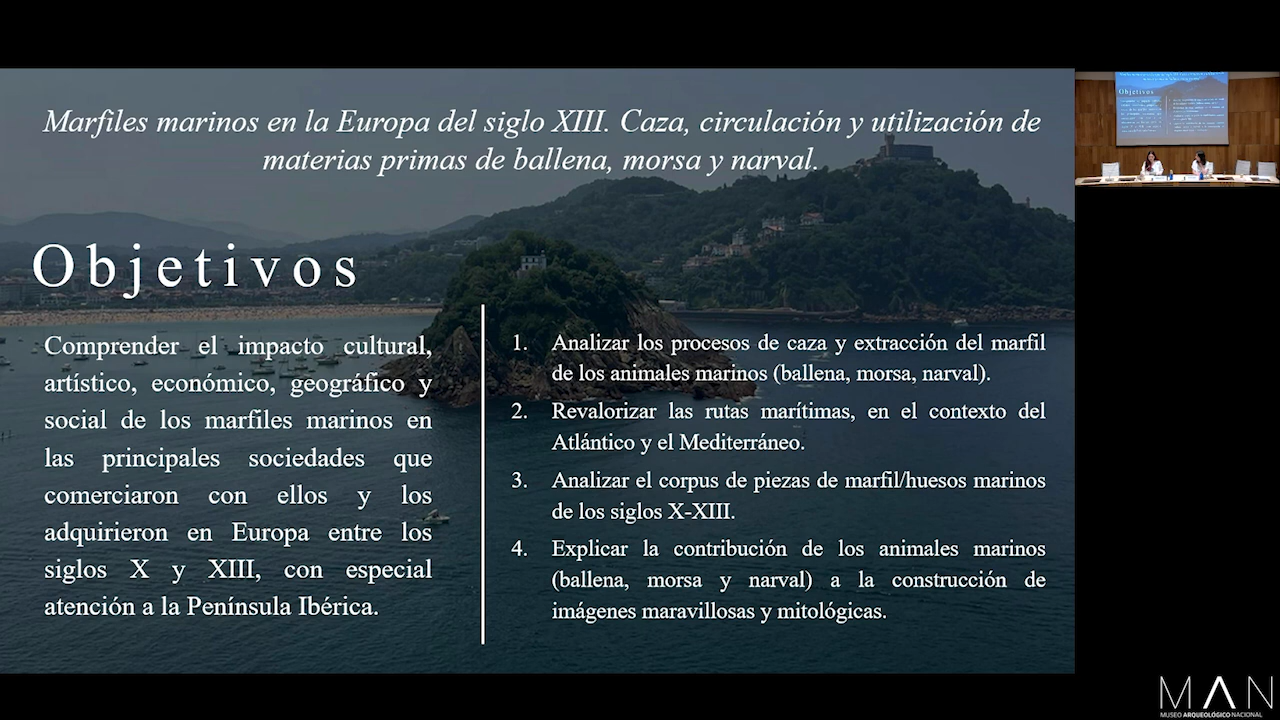 Marfiles marinos en la Europa del siglo XIII. Caza, circulación y utilización de
materias primas de ballena, morsa y narval.
Objetivos
Comprender el impacto cultural,
artístico, económico, geográfico y
social de los marfiles marinos en
las principales sociedades que
comerciaron con ellos y los
adquirieron en Europa entre los
siglos X y XIII, con especial
atención a la Península Ibérica.
1. Analizar los procesos de caza y extracción del marfil
de los animales marinos (ballena, morsa, narval).
2. Revalorizar las rutas marítimas, en el contexto del
Atlántico y el Mediterráneo.
3. Analizar el corpus de piezas de marfil/huesos marinos
de los siglos X-XIII.
4. Explicar la contribución de los animales marinos
(ballena, morsa y narval) a la construcción de
imágenes maravillosas y mitológicas.
Objetivos
MAN
MUSEO ARQUEOLÓGICO NACIONAL